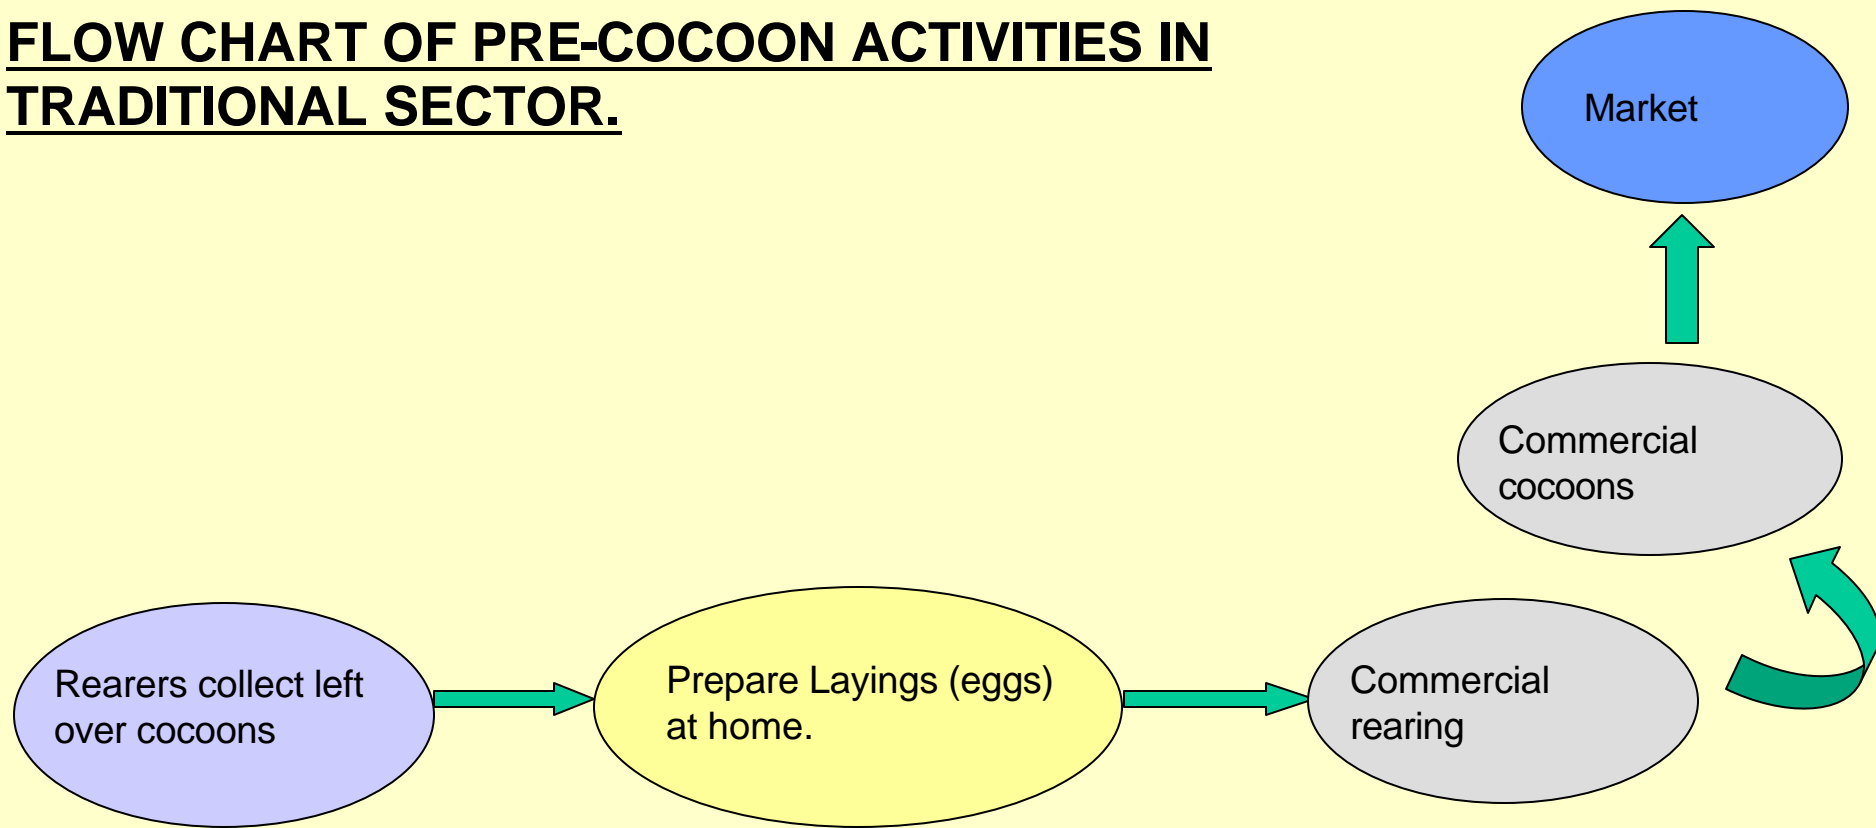 FLOW CHART OF PRE-COCOON ACTIVITIES IN
TRADITIONAL SECTOR.
Market
Commercial
cocoons
Rearers collect left
over cocoons
Prepare Layings (eggs)
at home.
Commercial
rearing